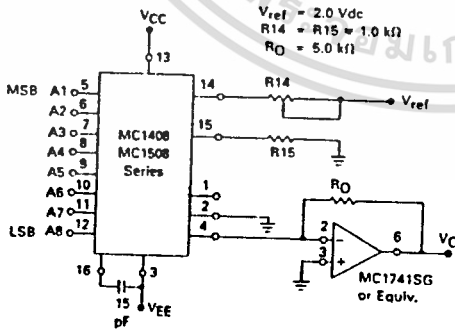 Vref = 2.0 Vdc
R14 = R15 ≈ 1.0 kΩ
RO = 5.0 kΩ
VCC
13
MSB A1 5
A2 6
A3 7
A4 8
A5 9
A6 10
A7 11
LSB A8 12
MC1408
MC1508
Series
14
R14
Vref
15
R15
1
2
4
RO
2
3
6
VO
MC1741SG
or Equiv.
16
3
15
pF
VEE